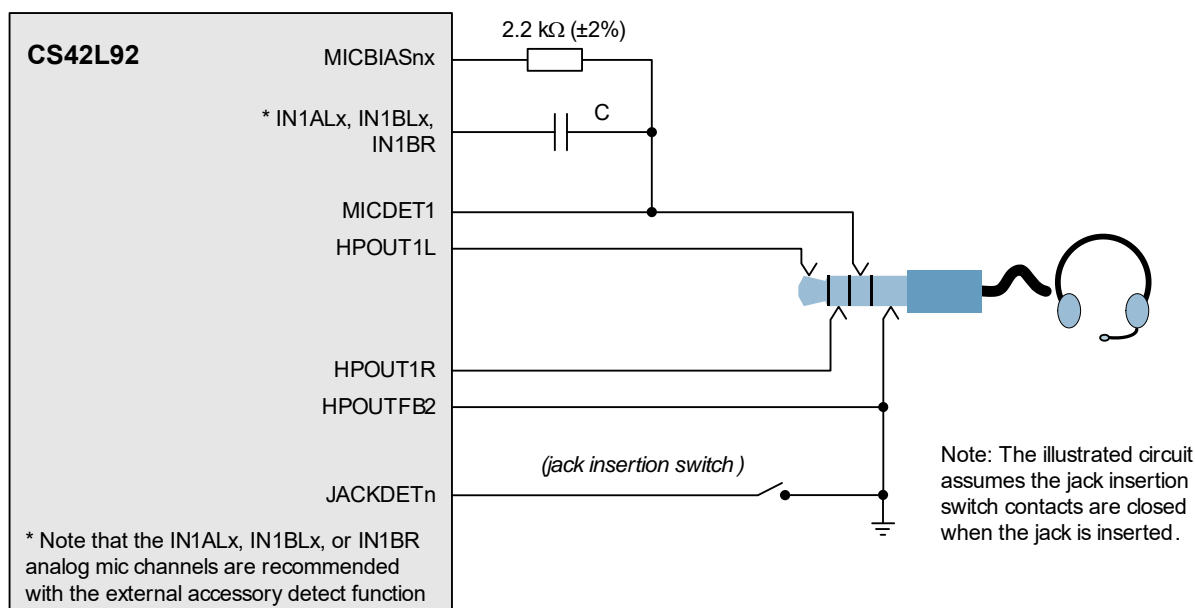 2.2 kΩ (±2%)
CS42L92
MICBIASnx
* IN1ALx, IN1BLx,
IN1BR
C
MICDET1
HPOUT1L
HPOUT1R
HPOUTFB2
(jack insertion switch)
JACKDETn
Note: The illustrated circuit
assumes the jack insertion
switch contacts are closed
when the jack is inserted.
* Note that the IN1ALx, IN1BLx, or IN1BR
analog mic channels are recommended
with the external accessory detect function